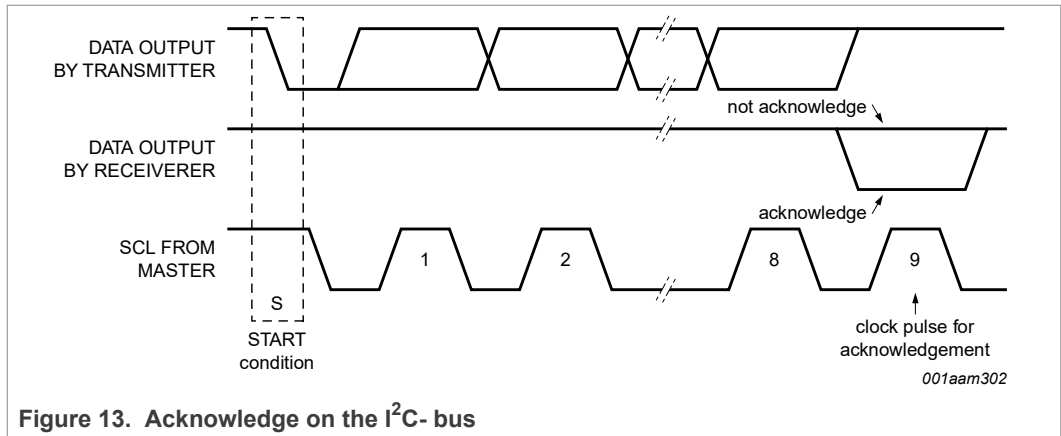 DATA OUTPUT
BY TRANSMITTER
not acknowledge
DATA OUTPUT
BY RECEIVERER
acknowledge
SCL FROM
MASTER
1
2
8
9
S
START
condition
clock pulse for
acknowledgement
001aam302
Figure 13. Acknowledge on the I²C- bus